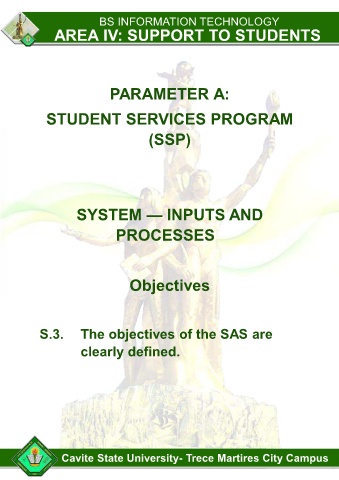 BS INFORMATION TECHNOLOGY
AREA IV: SUPPORT TO STUDENTS
PARAMETER A:
STUDENT SERVICES PROGRAM
(SSP)
SYSTEM — INPUTS AND
PROCESSES
Objectives
S.3. The objectives of the SAS are
clearly defined.
Cavite State University- Trece Martires City Campus